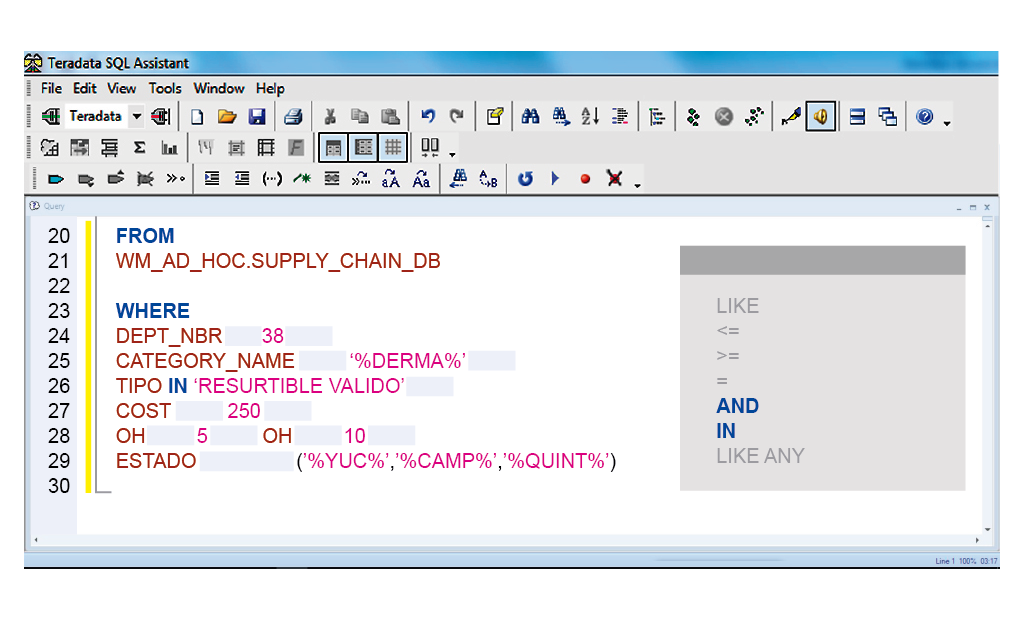 Teradata SQL Assistant
File Edit View Tools Window Help
Teradata
Query
20 FROM
21 WM_AD_HOC.SUPPLY_CHAIN_DB
22
23 WHERE
24 DEPT_NBR 38
25 CATEGORY_NAME ‘%DERMA%’
26 TIPO IN ‘RESURTIBLE VALIDO’
27 COST 250
28 OH 5 OH 10
29 ESTADO (’%YUC%’,’%CAMP%’,’%QUINT%’)
30
LIKE
<=
>=
=
AND
IN
LIKE ANY
Line 1 100% 03:17